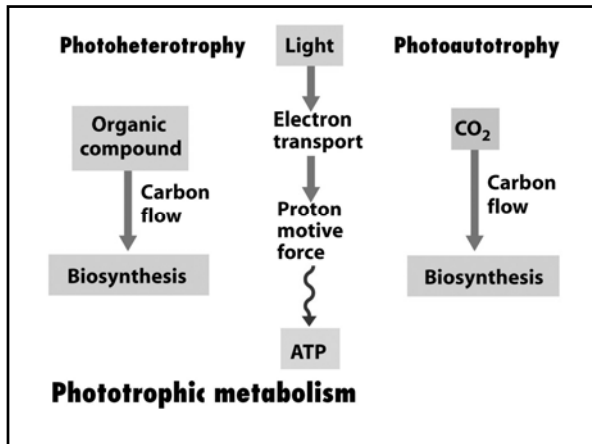 Photoheterotrophy
Light
Photoautotrophy
Organic
compound
Carbon
flow
Biosynthesis
Electron
transport
Proton
motive
force
ATP
CO₂
Carbon
flow
Biosynthesis
Phototrophic metabolism